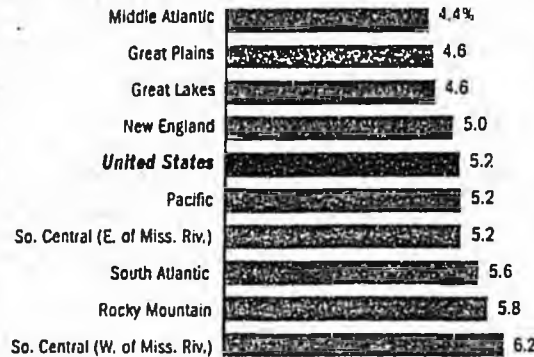 Middle Atlantic 4.4%
Great Plains 4.6
Great Lakes 4.6
New England 5.0
United States 5.2
Pacific 5.2
So. Central (E. of Miss. Riv.) 5.2
South Atlantic 5.6
Rocky Mountain 5.8
So. Central (W. of Miss. Riv.) 6.2